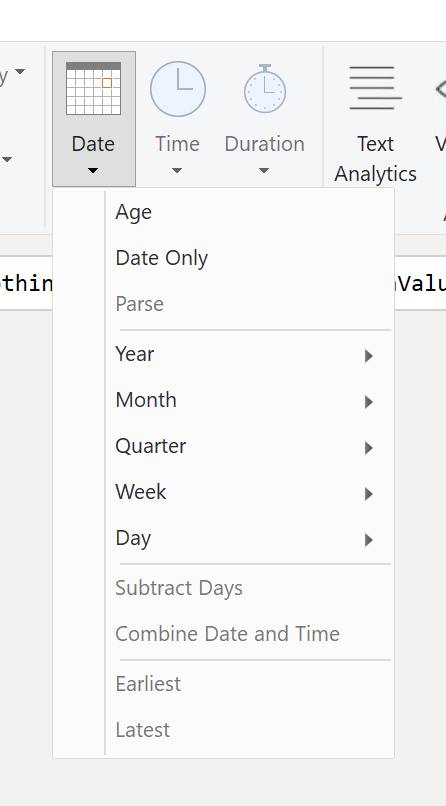 Date
Time
Duration
Text
Analytics
Age
Date Only
Parse
Year
Month
Quarter
Week
Day
Subtract Days
Combine Date and Time
Earliest
Latest